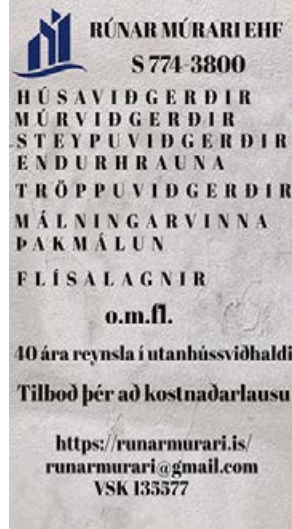 RÚNAR MÚRARI EHF
S 774-3800
HÚSAVIÐGERÐIR
MÚRVIÐGERÐIR
STEYPUVIÐGERÐIR
ENDURHRAUNA
TRÖPPUVIÐGERÐIR
MÁLNINGARVINNA
ÞAKMÁLUN
FLÍSALAGNIR
o.m.fl.
40 ára reynsla í utanhússviðhaldi
Tilboð þér að kostnaðarlausu
https://runarmurari.is/
runarmurari@gmail.com
VSK 135577